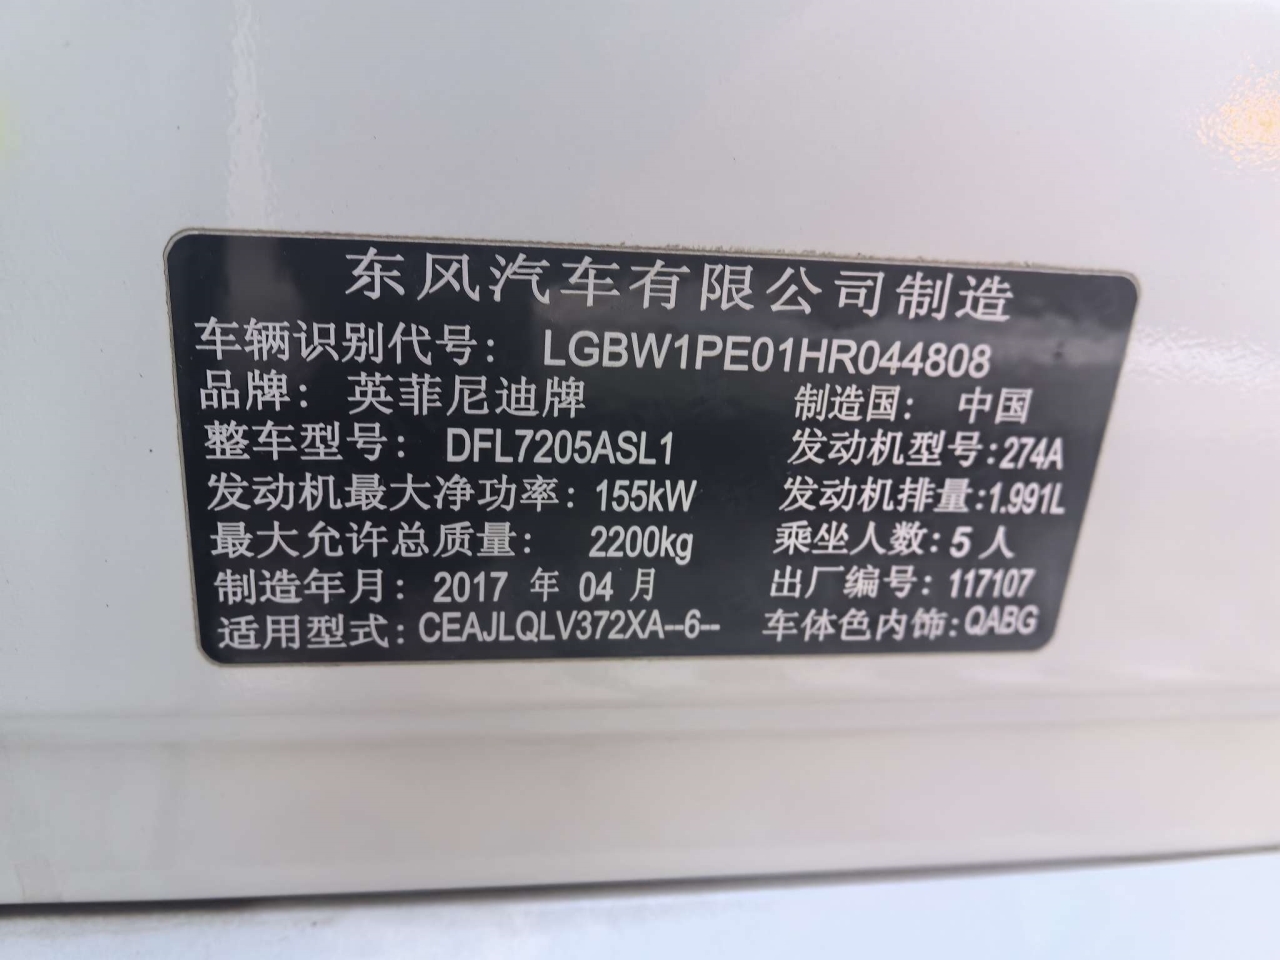 东风汽车有限公司制造
车辆识别代号：LGBW1PE01HR044808
品牌：英菲尼迪牌 制造国：中国
整车型号：DFL7205ASL1 发动机型号:274A
发动机最大净功率：155kW 发动机排量:1.991L
最大允许总质量：2200kg 乘坐人数:5人
制造年月：2017 年 04 月 出厂编号：117107
适用型式：CEAJLQLV372XA--6-- 车体色内饰:QABG